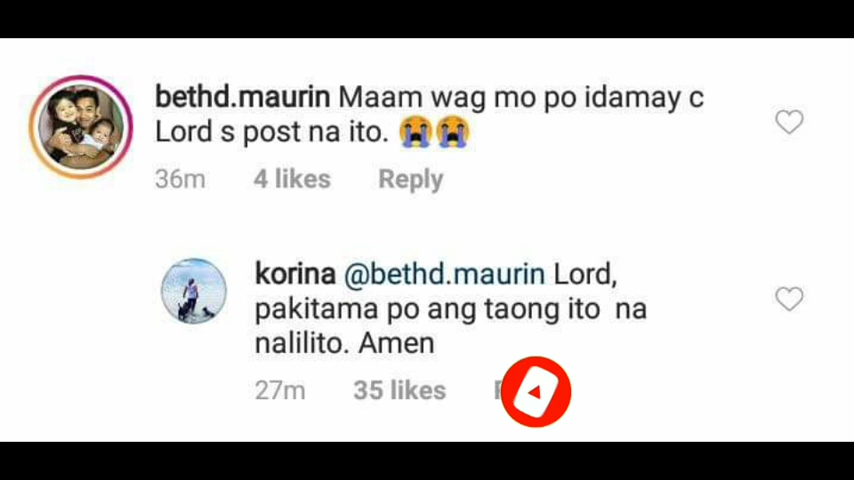 bethd.maurin Maam wag mo po idamay c
Lord s post na ito. 😭😭
36m 4 likes Reply
korina @bethd.maurin Lord,
pakitama po ang taong ito na
nalilito. Amen
27m 35 likes